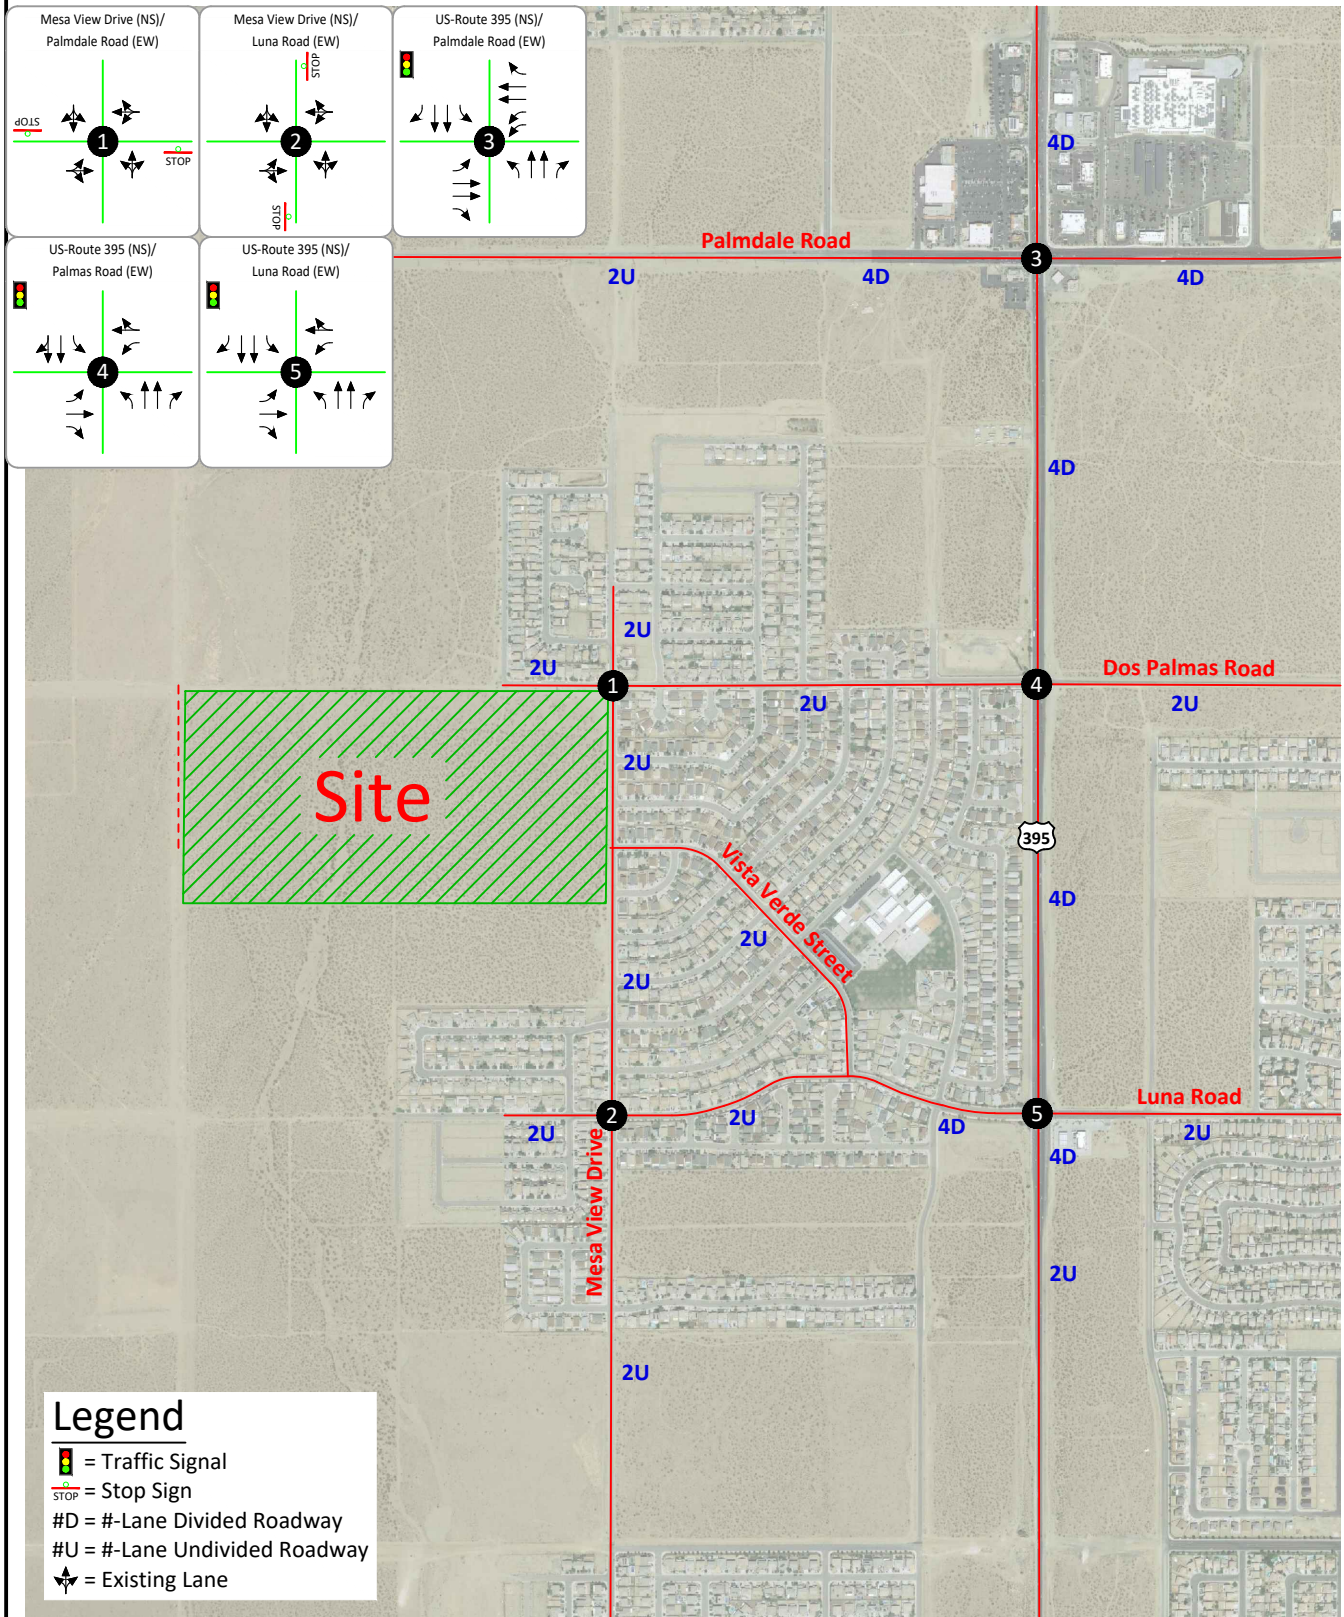 Mesa View Drive (NS)/
Palmdale Road (EW)
STOP
1
STOP
Mesa View Drive (NS)/
Luna Road (EW)
STOP
2
STOP
US-Route 395 (NS)/
Palmdale Road (EW)
3
US-Route 395 (NS)/
Palmas Road (EW)
4
US-Route 395 (NS)/
Luna Road (EW)
5
4D
Palmdale Road
3
2U
4D
4D
4D
2U
2U
1
Dos Palmas Road
4
2U
2U
2U
Site
395
Vista Verde Street
4D
2U
2U
Luna Road
2
5
2U
2U
4D
2U
4D
Mesa View Drive
2U
2U
Legend
= Traffic Signal
STOP = Stop Sign
#D = #-Lane Divided Roadway
#U = #-Lane Undivided Roadway
= Existing Lane